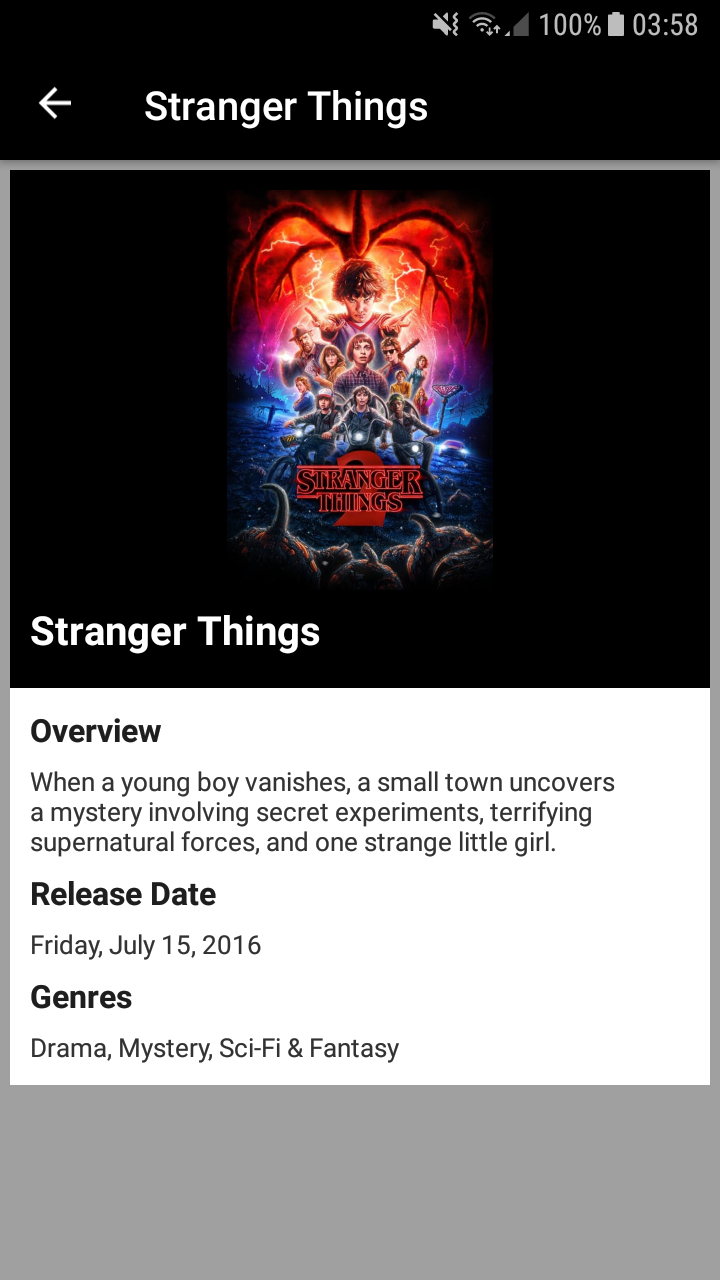 100% 03:58
Stranger Things
STRANGER
THINGS
2
Stranger Things
Overview
When a young boy vanishes, a small town uncovers
a mystery involving secret experiments, terrifying
supernatural forces, and one strange little girl.
Release Date
Friday, July 15, 2016
Genres
Drama, Mystery, Sci-Fi & Fantasy